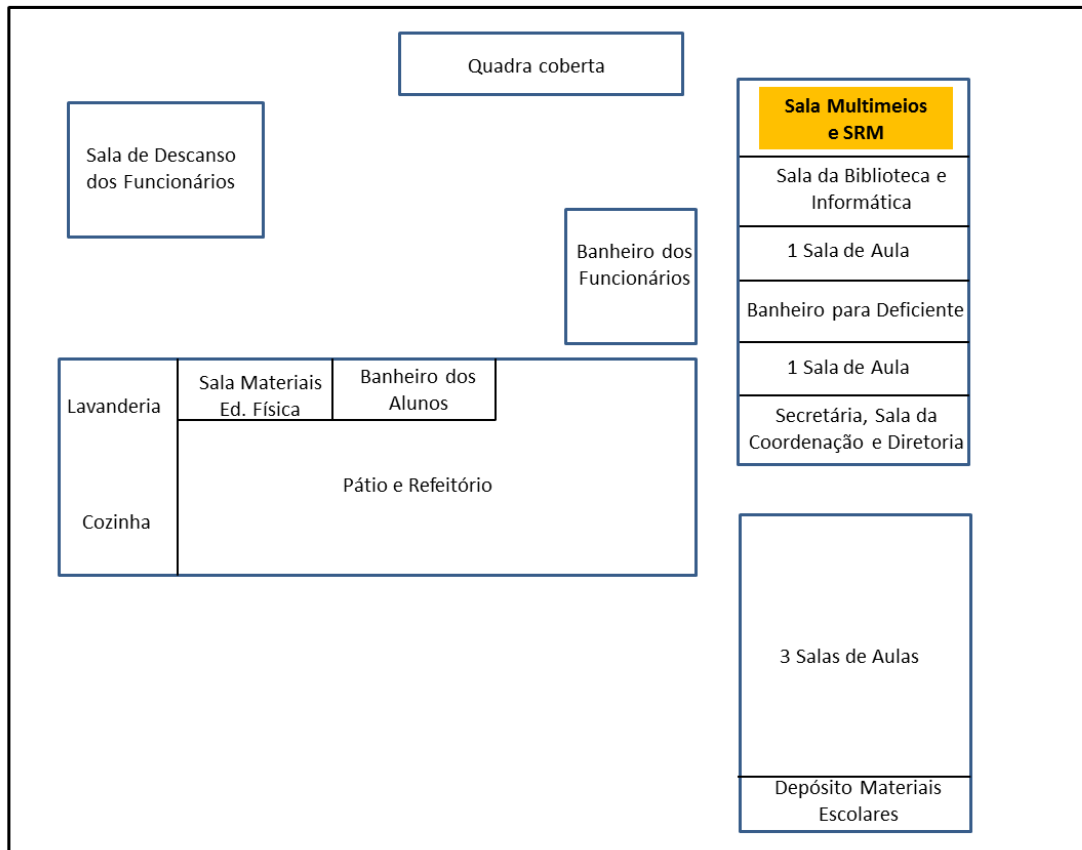 Quadra coberta
Sala Multimeios
e SRM
Sala de Descanso
dos Funcionários
Sala da Biblioteca e
Informática
Banheiro dos
Funcionários
1 Sala de Aula
Banheiro para Deficiente
1 Sala de Aula
Secretária, Sala da
Coordenação e Diretoria
Lavanderia
Sala Materiais
Ed. Física
Banheiro dos
Alunos
Pátio e Refeitório
Cozinha
3 Salas de Aulas
Depósito Materiais
Escolares